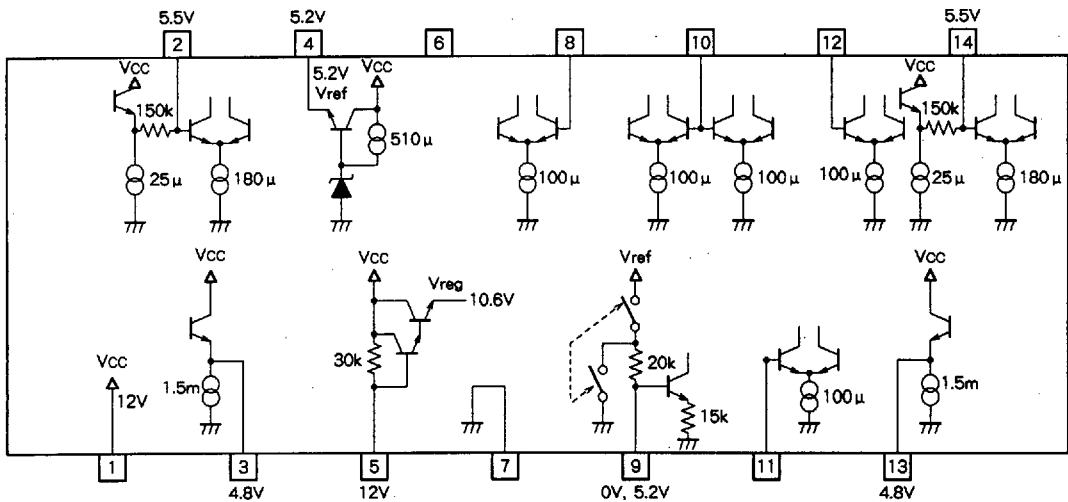 5.5V 5.2V 5.5V
2 4 6 8 10 12 14
VCC 5.2V VCC VCC
Vref
150k 150k
510μ
25μ 180μ 100μ 100μ 100μ 100μ 25μ 180μ
VCC VCC Vref VCC
Vreg
10.6V
VCC 30k 20k
12V 1.5m 15k 100μ 1.5m
1 3 5 7 9 11 13
4.8V 12V 0V, 5.2V 4.8V